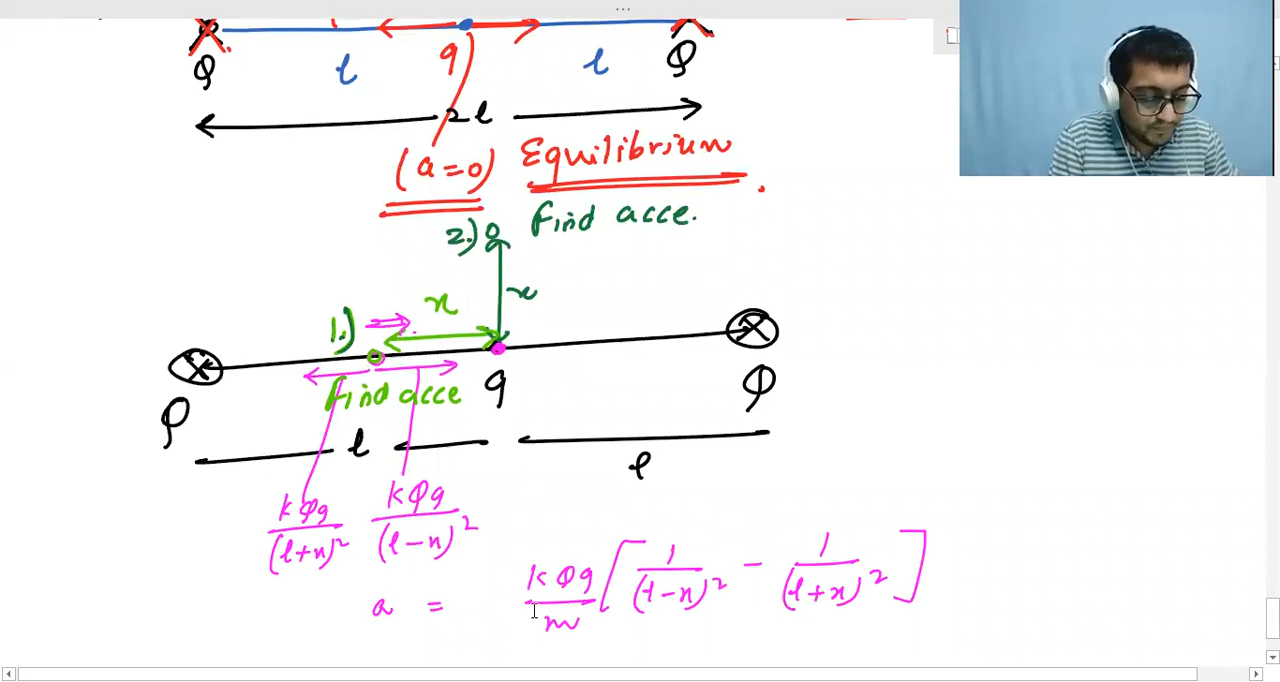 l q l
Q Q
2l
(a=0) Equilibrium
2.) Find acce.
x
1.) x
Find acce q
Q Q
l l
kQq/(l+x)² kQq/(l-x)²
a = kQq/m [ 1/(l-x)² - 1/(l+x)² ]